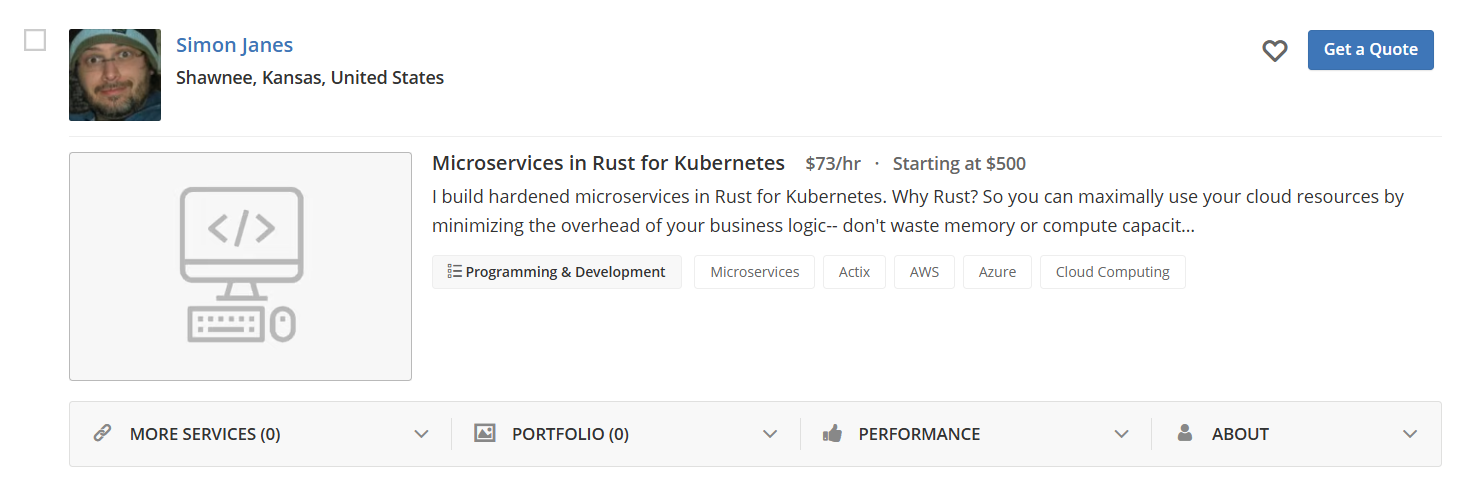 Simon Janes
Get a Quote
Shawnee, Kansas, United States
Microservices in Rust for Kubernetes $73/hr · Starting at $500
I build hardened microservices in Rust for Kubernetes. Why Rust? So you can maximally use your cloud resources by
minimizing the overhead of your business logic-- don't waste memory or compute capacit...
Programming & Development Microservices Actix AWS Azure Cloud Computing
MORE SERVICES (0) PORTFOLIO (0) PERFORMANCE ABOUT